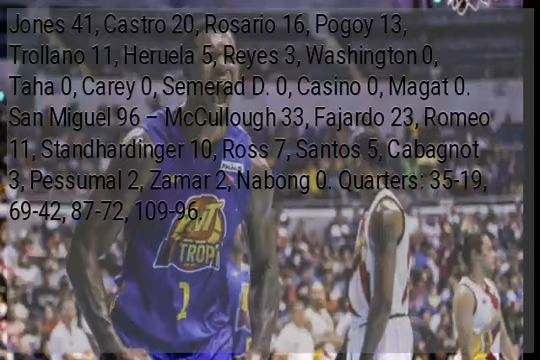 Jones 41, Castro 20, Rosario 16, Pogoy 13,
Trollano 11, Heruela 5, Reyes 3, Washington 0,
Taha 0, Carey 0, Semerad D. 0, Casino 0, Magat 0.
San Miguel 96 – McCullough 33, Fajardo 23, Romeo
11, Standhardinger 10, Ross 7, Santos 5, Cabagnot
3, Pessumal 2, Zamar 2, Nabong 0. Quarters: 35-19,
69-42, 87-72, 109-96.
TROPA
1